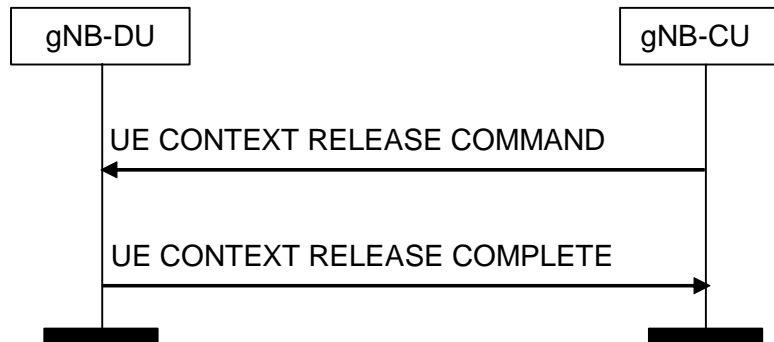 gNB-DU
gNB-CU
UE CONTEXT RELEASE COMMAND
UE CONTEXT RELEASE COMPLETE